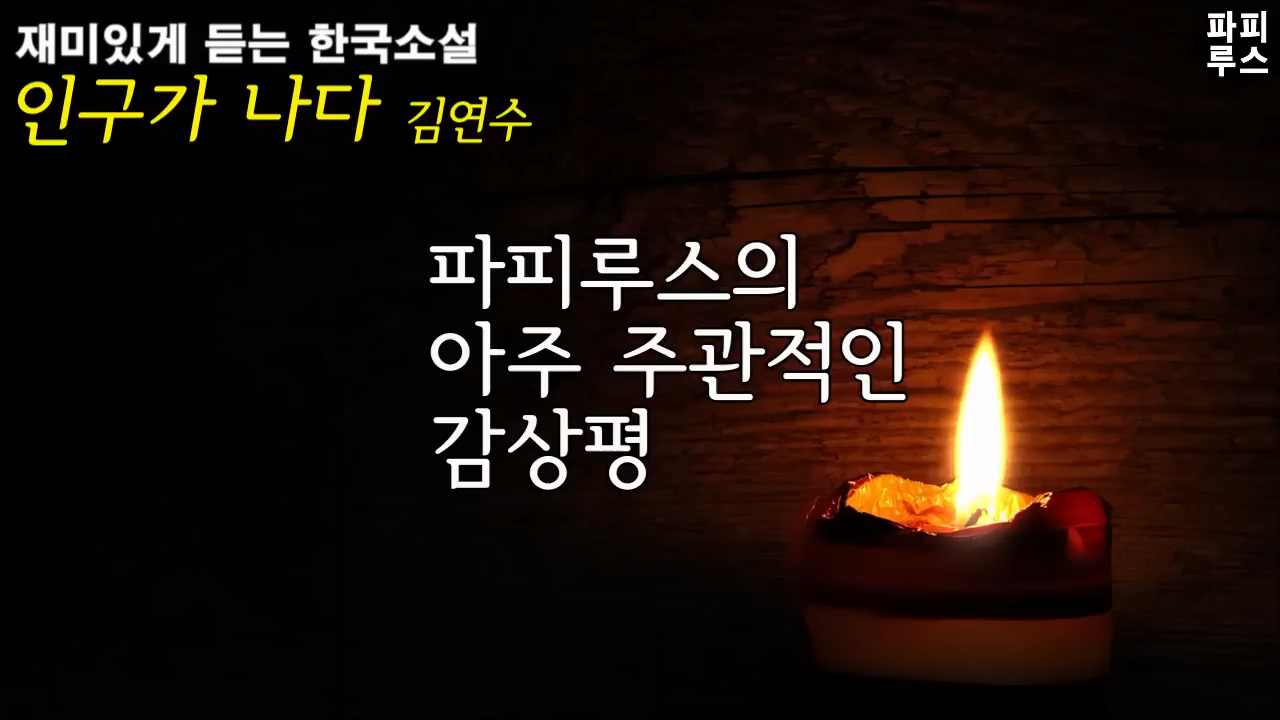 재미있게 듣는 한국소설
인구가 나다 김연수
파피
루스
파피루스의
아주 주관적인
감상평